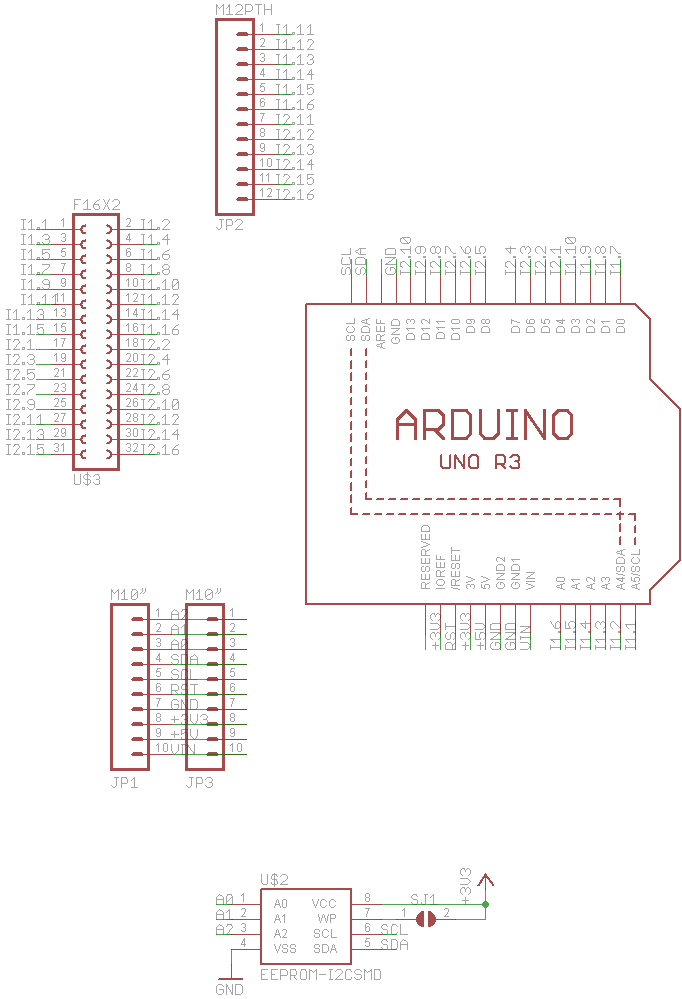 M12PTH
1 I1.11
2 I1.12
3 I1.13
4 I1.14
5 I1.15
6 I1.16
7 I2.11
8 I2.12
9 I2.13
10 I2.14
11 I2.15
12 I2.16
JP2
F16X2
I1.1 1 2 I1.2
I1.3 3 4 I1.4
I1.5 5 6 I1.6
I1.7 7 8 I1.8
I1.9 9 10 I1.10
I1.11 11 12 I1.12
I1.13 13 14 I1.14
I1.15 15 16 I1.16
I2.1 17 18 I2.2
I2.3 19 20 I2.4
I2.5 21 22 I2.6
I2.7 23 24 I2.8
I2.9 25 26 I2.10
I2.11 27 28 I2.12
I2.13 29 30 I2.14
I2.15 31 32 I2.16
U$3
SCL SDA GND I2.10 I2.9 I2.8 I2.7 I2.6 I2.5 I2.4 I2.3 I2.2 I2.1 I1.10 I1.9 I1.8 I1.7
SCL SDA AREF GND D13 D12 D11 D10 D9 D8 D7 D6 D5 D4 D3 D2 D1 D0
ARDUINO
UNO R3
RESERVED IOREF /RESET 3V 5V GND2 GND1 VIN A0 A1 A2 A3 A4/SDA A5/SCL
+3V3 RST +3V3 +5V GND GND VIN I1.6 I1.5 I1.4 I1.3 I1.2 I1.1
M10" M10"
1 A2 1
2 A1 2
3 A0 3
4 SDA 4
5 SCL 5
6 RST 6
7 GND 7
8 +3V3 8
9 +5V 9
10 VIN 10
JP1 JP3
U$2
+3V3
A0 1 A0 VCC 8
SJ1
A1 2 A1 WP 7 1 2
A2 3 A2 SCL 6 SCL
4 VSS SDA 5 SDA
EEPROM-I2CSMD
GND